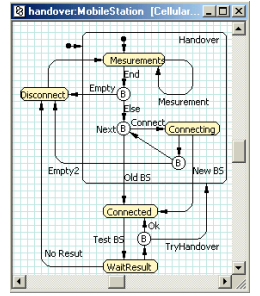 handover:MobileStation [Cellular...
Handover
Mesurements
End
Empty
B
Disconnect
Mesurement
Else
Next
B
Connect
Connecting
B
Empty2
New BS
Old BS
Connected
Ok
Test BS
B
TryHandover
No Resut
WaitResult